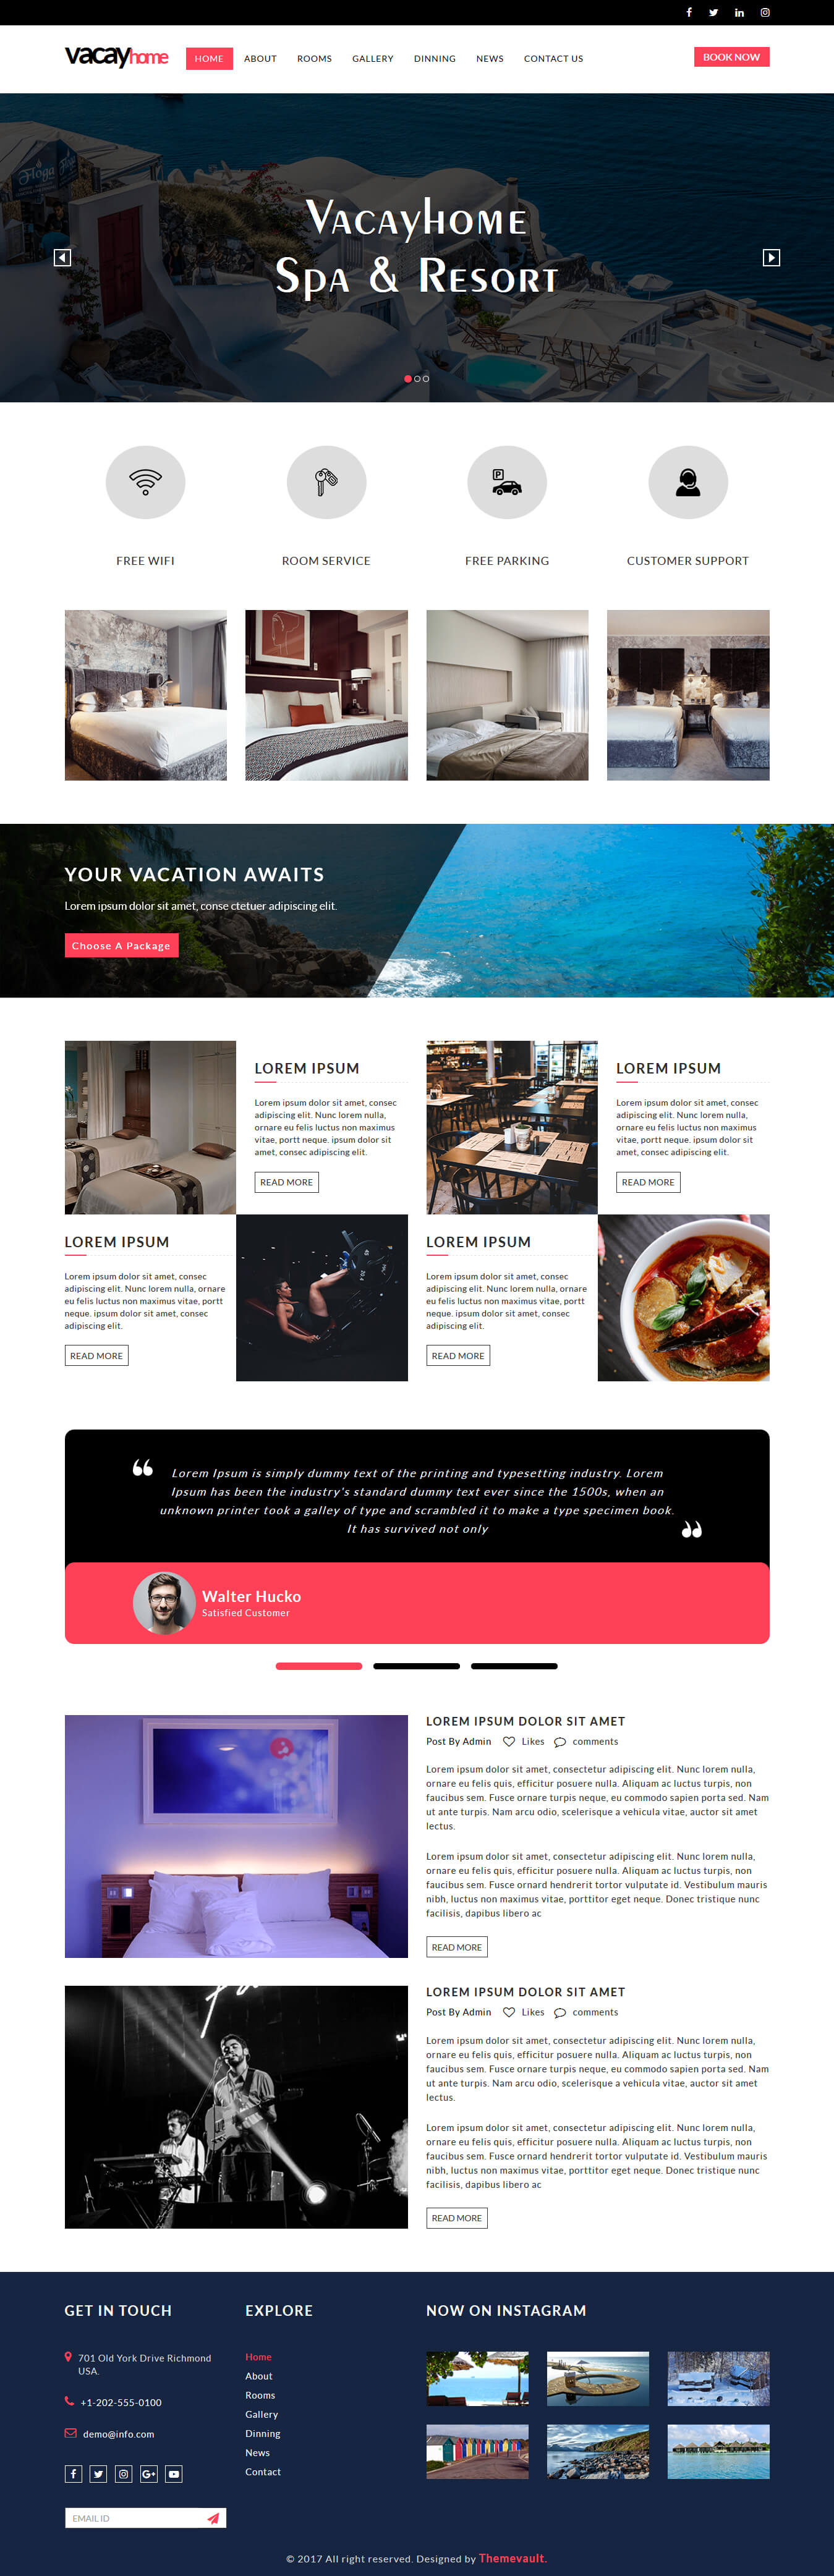 vacayhome
HOME ABOUT ROOMS GALLERY DINNING NEWS CONTACT US
BOOK NOW
Floga
Vacayhome
Spa & Resort
FREE WIFI
ROOM SERVICE
P
FREE PARKING
CUSTOMER SUPPORT
YOUR VACATION AWAITS
Lorem ipsum dolor sit amet, conse ctetuer adipiscing elit.
Choose A Package
LOREM IPSUM
Lorem ipsum dolor sit amet, consec
adipiscing elit. Nunc lorem nulla,
ornare eu felis luctus non maximus
vitae, portt neque. ipsum dolor sit
amet, consec adipiscing elit.
READ MORE
LOREM IPSUM
Lorem ipsum dolor sit amet, consec
adipiscing elit. Nunc lorem nulla,
ornare eu felis luctus non maximus
vitae, portt neque. ipsum dolor sit
amet, consec adipiscing elit.
READ MORE
LOREM IPSUM
Lorem ipsum dolor sit amet, consec
adipiscing elit. Nunc lorem nulla, ornare
eu felis luctus non maximus vitae, portt
neque. ipsum dolor sit amet, consec
adipiscing elit.
READ MORE
LOREM IPSUM
Lorem ipsum dolor sit amet, consec
adipiscing elit. Nunc lorem nulla, ornare
eu felis luctus non maximus vitae, portt
neque. ipsum dolor sit amet, consec
adipiscing elit.
READ MORE
“ Lorem Ipsum is simply dummy text of the printing and typesetting industry. Lorem
Ipsum has been the industry's standard dummy text ever since the 1500s, when an
unknown printer took a galley of type and scrambled it to make a type specimen book.
It has survived not only ”
Walter Hucko
Satisfied Customer
LOREM IPSUM DOLOR SIT AMET
Post By Admin Likes comments
Lorem ipsum dolor sit amet, consectetur adipiscing elit. Nunc lorem nulla,
ornare eu felis quis, efficitur posuere nulla. Aliquam ac luctus turpis, non
faucibus sem. Fusce ornare turpis neque, eu commodo sapien porta sed. Nam
ut ante turpis. Nam arcu odio, scelerisque a vehicula vitae, auctor sit amet
lectus.
Lorem ipsum dolor sit amet, consectetur adipiscing elit. Nunc lorem nulla,
ornare eu felis quis, efficitur posuere nulla. Aliquam ac luctus turpis, non
faucibus sem. Fusce ornard hendrerit tortor vulputate id. Vestibulum mauris
nibh, luctus non maximus vitae, porttitor eget neque. Donec tristique nunc
facilisis, dapibus libero ac
READ MORE
LOREM IPSUM DOLOR SIT AMET
Post By Admin Likes comments
Lorem ipsum dolor sit amet, consectetur adipiscing elit. Nunc lorem nulla,
ornare eu felis quis, efficitur posuere nulla. Aliquam ac luctus turpis, non
faucibus sem. Fusce ornare turpis neque, eu commodo sapien porta sed. Nam
ut ante turpis. Nam arcu odio, scelerisque a vehicula vitae, auctor sit amet
lectus.
Lorem ipsum dolor sit amet, consectetur adipiscing elit. Nunc lorem nulla,
ornare eu felis quis, efficitur posuere nulla. Aliquam ac luctus turpis, non
faucibus sem. Fusce ornard hendrerit tortor vulputate id. Vestibulum mauris
nibh, luctus non maximus vitae, porttitor eget neque. Donec tristique nunc
facilisis, dapibus libero ac
READ MORE
GET IN TOUCH
701 Old York Drive Richmond
USA.
+1-202-555-0100
demo@info.com
EMAIL ID
EXPLORE
Home
About
Rooms
Gallery
Dinning
News
Contact
NOW ON INSTAGRAM
© 2017 All right reserved. Designed by Themevault.